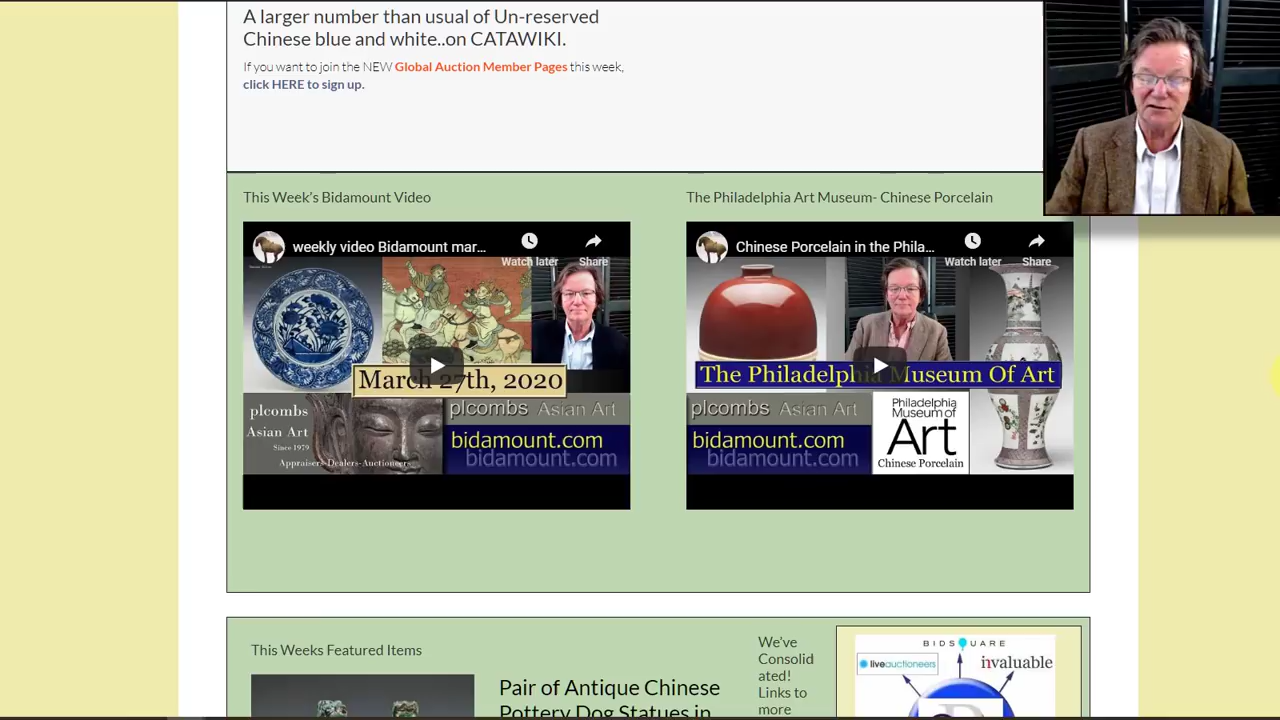 A larger number than usual of Un-reserved
Chinese blue and white..on CATAWIKI.
If you want to join the NEW Global Auction Member Pages this week,
click HERE to sign up.
This Week's Bidamount Video
The Philadelphia Art Museum- Chinese Porcelain
weekly video Bidamount mar...
Watch later
Share
March 27th, 2020
plcombs
Asian Art
Since 1979
Appraisers-Dealers-Auctioneers
plcombs Asian Art
bidamount.com
bidamount.com
Chinese Porcelain in the Phila...
Watch later
Share
The Philadelphia Museum Of Art
plcombs Asian Art
bidamount.com
bidamount.com
Philadelphia
Museum of
Art
Chinese Porcelain
This Weeks Featured Items
Pair of Antique Chinese
Pottery Dog Statues in
We've
Consolid
ated!
Links to
more
BIDSQUARE
liveauctioneers
invaluable